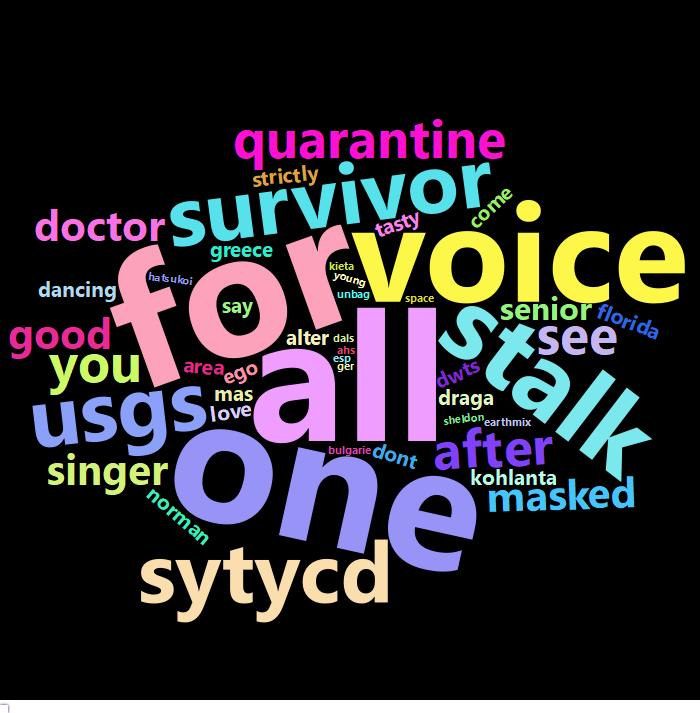 quarantine
strictly
survivor
come
tasty
doctor
greece
for
voice
kieta
young
hatsukoi
dancing
unbag
space
say
senior
florida
good
alter
dals
see
stalk
you
area
ego
all
ahs
esp
ger
dwts
usgs
mas
love
draga
sheldon
earthmix
one
bulgarie
dont
after
singer
kohlanta
masked
norman
sytycd